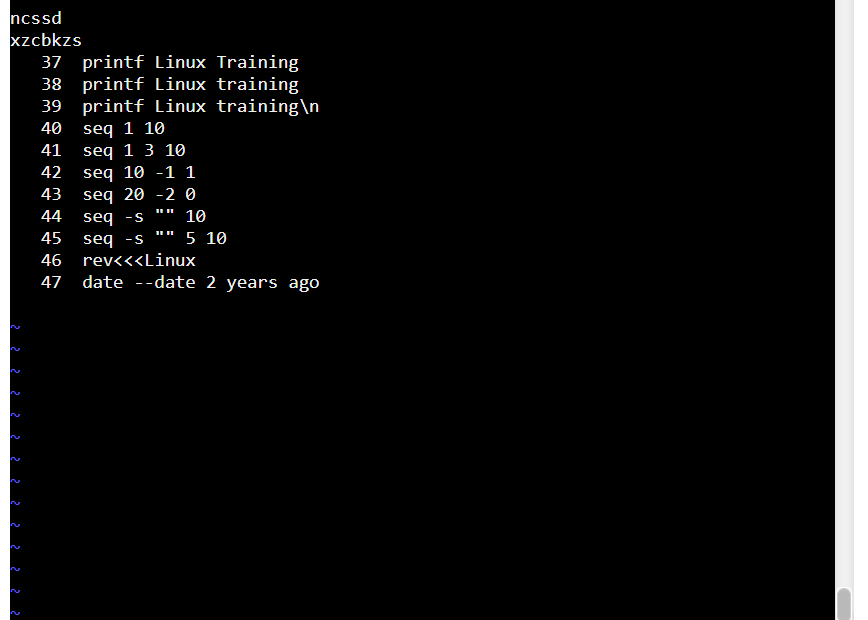 ncssd
xzcbkzs
37 printf Linux Training
38 printf Linux training
39 printf Linux training\n
40 seq 1 10
41 seq 1 3 10
42 seq 10 -1 1
43 seq 20 -2 0
44 seq -s "" 10
45 seq -s "" 5 10
46 rev<<<Linux
47 date --date 2 years ago
~
~
~
~
~
~
~
~
~
~
~
~
~
~